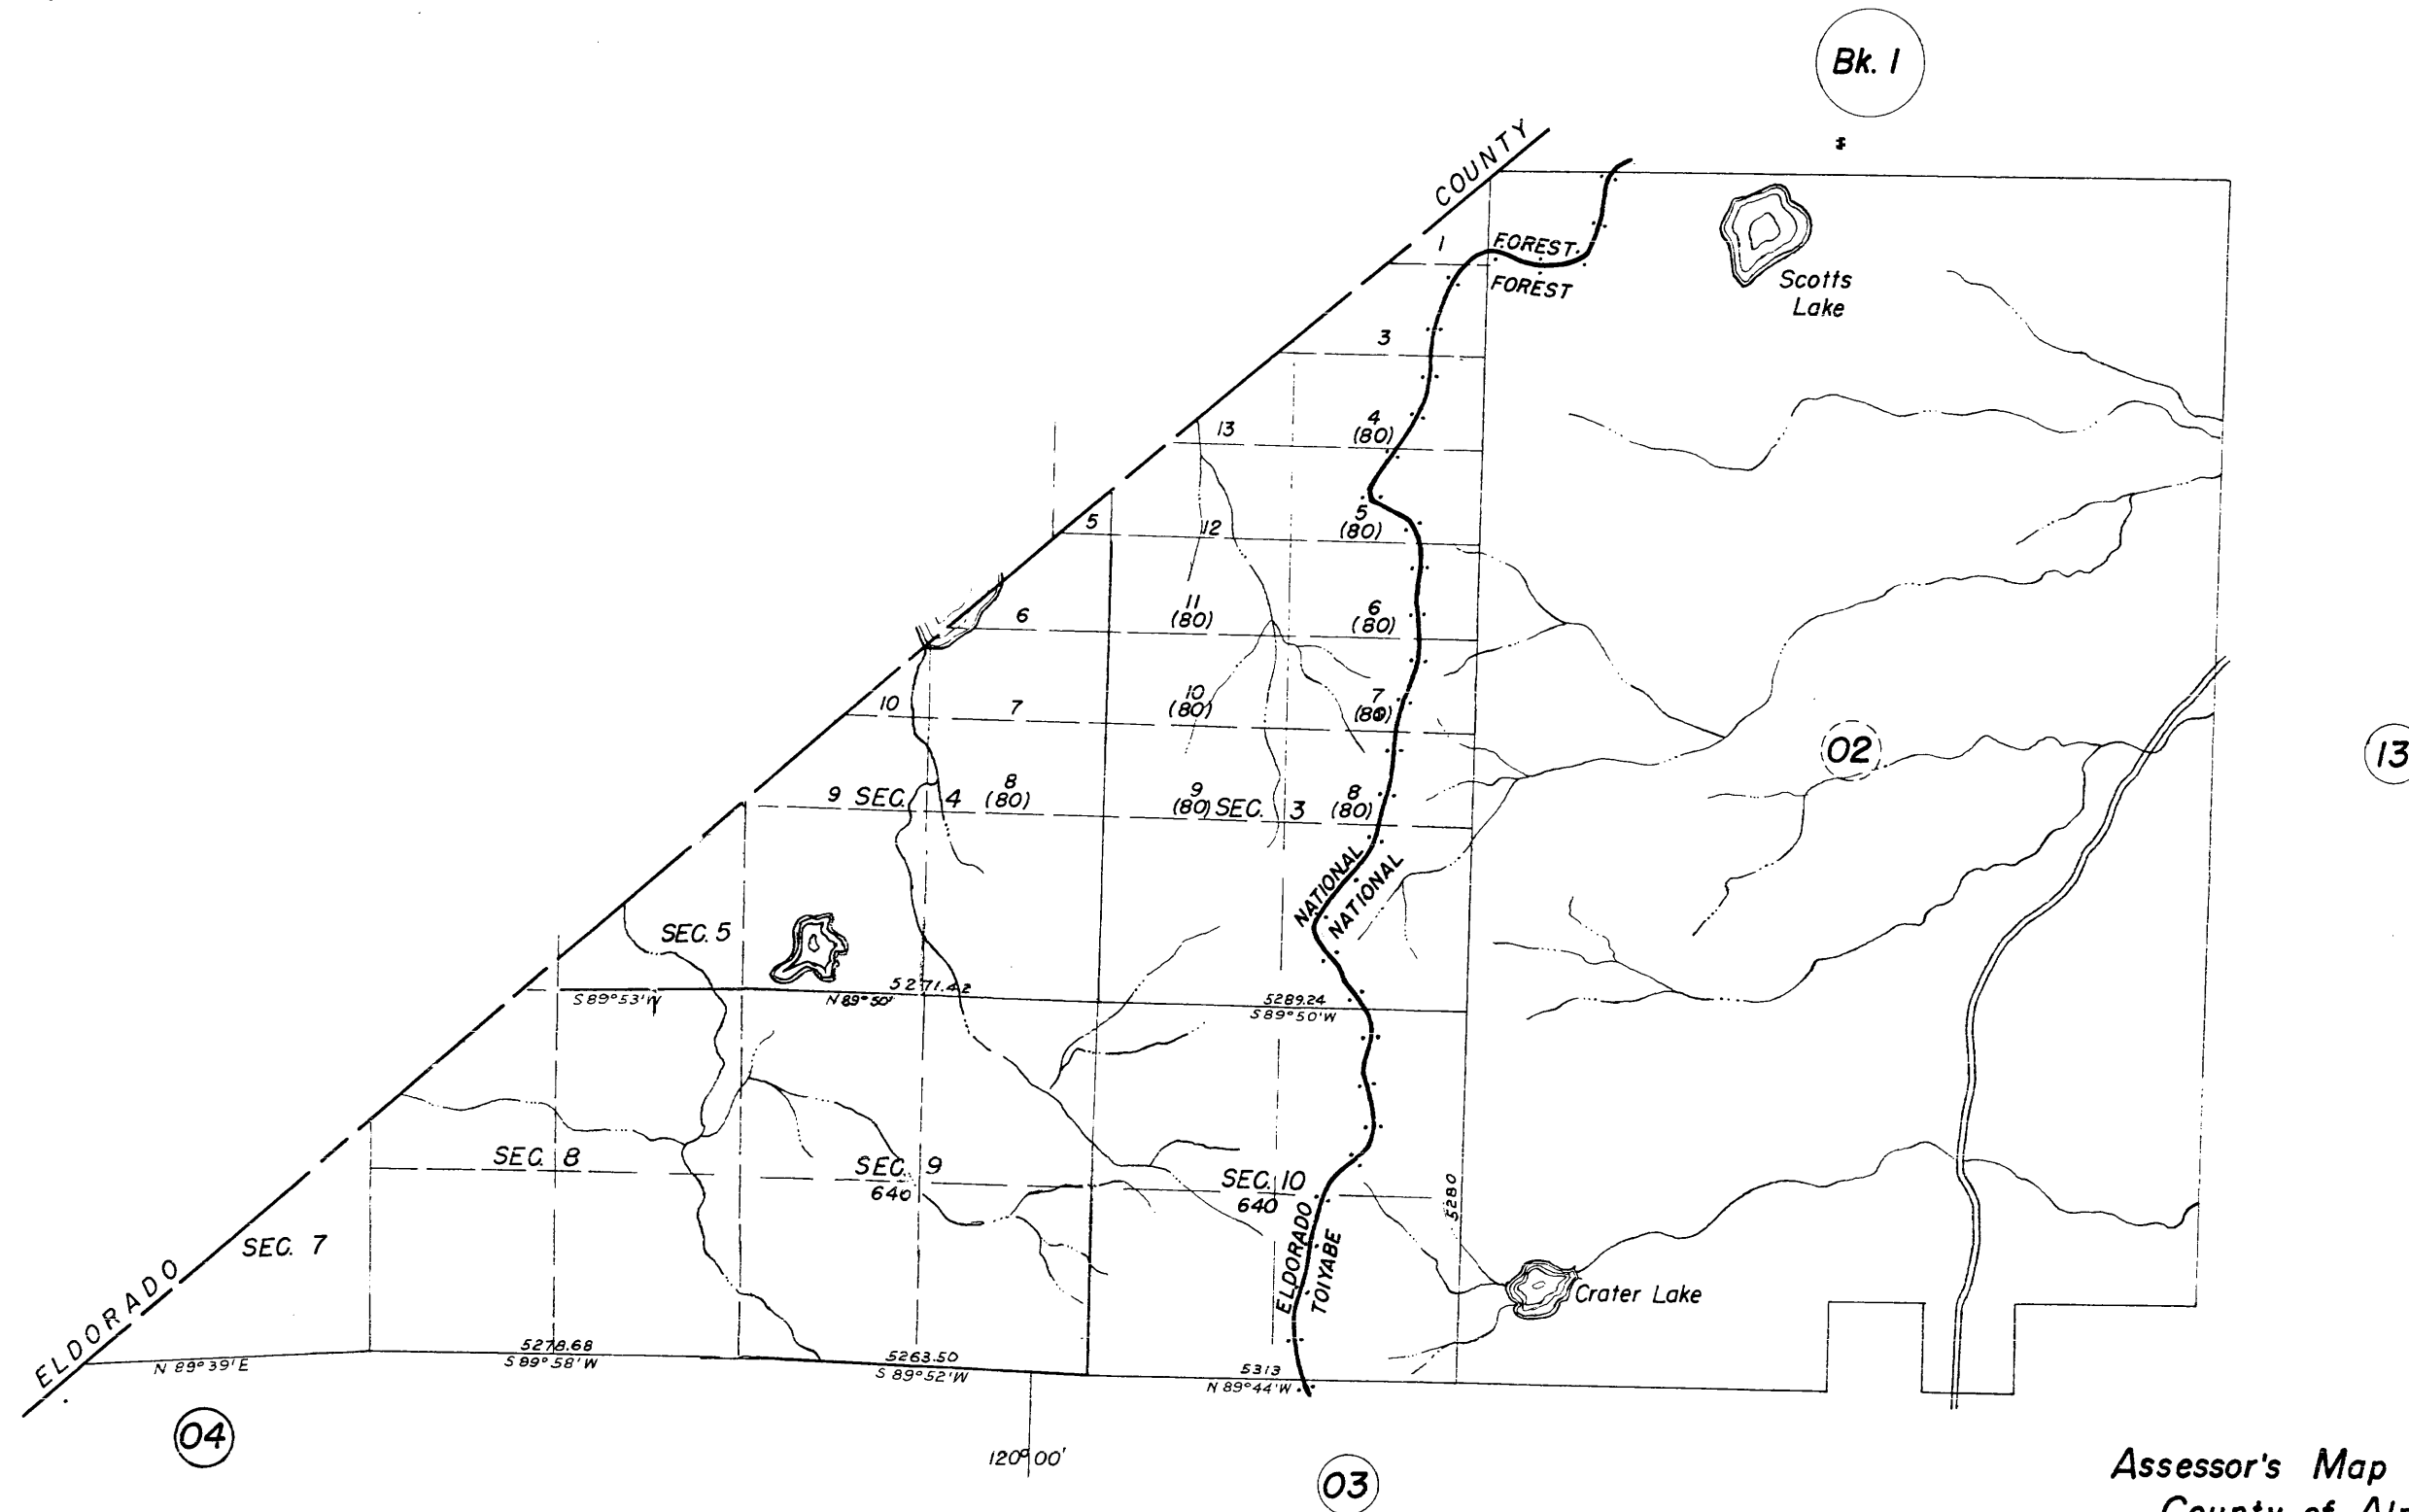 Bk. 1
COUNTY
1
FOREST
FOREST
Scotts
Lake
3
13
4
(80)
5
12
5
(80)
6
11
(80)
6
(80)
10
7
10
(80)
7
(80)
02
13
9 SEC. 4
8
(80)
9
(80) SEC. 3
8
(80)
NATIONAL
NATIONAL
SEC. 5
S 89°53' W
5271.42
N 89°50'
5289.24
S 89°50' W
SEC. 8
SEC. 9
640
SEC. 10
640
5280
SEC. 7
ELDORADO
ELDORADO
TOIYABE
Crater Lake
N 89°39' E
5278.68
S 89°58' W
5263.50
S 89°52' W
5313
N 89°44' W
04
120°00'
03
Assessor's Map
County of